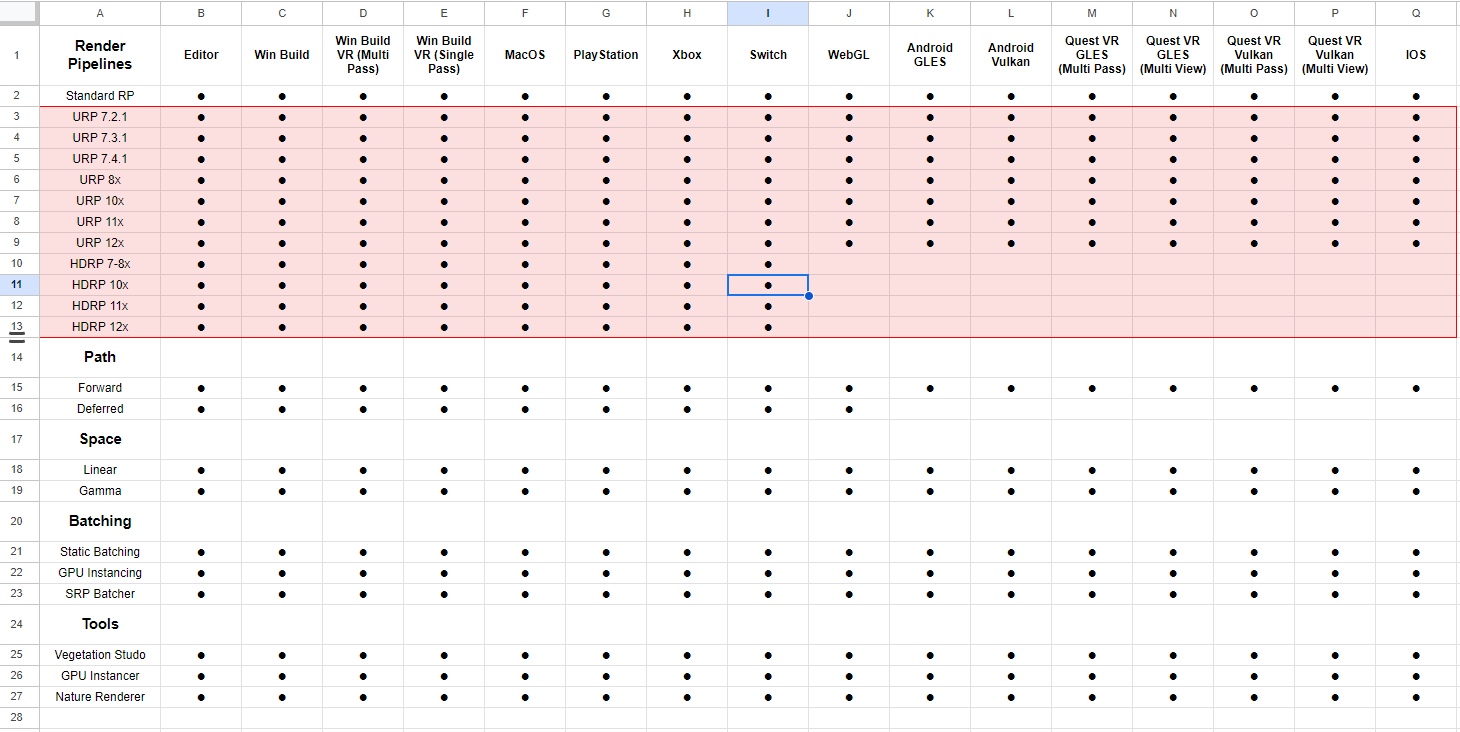 A B C D E F G H I J K L M N O P Q
1 Render Pipelines Editor Win Build Win Build VR (Multi Pass) Win Build VR (Single Pass) MacOS PlayStation Xbox Switch WebGL Android GLES Android Vulkan Quest VR GLES (Multi Pass) Quest VR GLES (Multi View) Quest VR Vulkan (Multi Pass) Quest VR Vulkan (Multi View) IOS
2 Standard RP ● ● ● ● ● ● ● ● ● ● ● ● ● ● ● ●
3 URP 7.2.1 ● ● ● ● ● ● ● ● ● ● ● ● ● ● ● ●
4 URP 7.3.1 ● ● ● ● ● ● ● ● ● ● ● ● ● ● ● ●
5 URP 7.4.1 ● ● ● ● ● ● ● ● ● ● ● ● ● ● ● ●
6 URP 8x ● ● ● ● ● ● ● ● ● ● ● ● ● ● ● ●
7 URP 10x ● ● ● ● ● ● ● ● ● ● ● ● ● ● ● ●
8 URP 11x ● ● ● ● ● ● ● ● ● ● ● ● ● ● ● ●
9 URP 12x ● ● ● ● ● ● ● ● ● ● ● ● ● ● ● ●
10 HDRP 7-8x ● ● ● ● ● ● ● ●
11 HDRP 10x ● ● ● ● ● ● ● ●
12 HDRP 11x ● ● ● ● ● ● ● ●
13 HDRP 12x ● ● ● ● ● ● ● ●
14 Path
15 Forward ● ● ● ● ● ● ● ● ● ● ● ● ● ● ● ●
16 Deferred ● ● ● ● ● ● ● ● ●
17 Space
18 Linear ● ● ● ● ● ● ● ● ● ● ● ● ● ● ● ●
19 Gamma ● ● ● ● ● ● ● ● ● ● ● ● ● ● ● ●
20 Batching
21 Static Batching ● ● ● ● ● ● ● ● ● ● ● ● ● ● ● ●
22 GPU Instancing ● ● ● ● ● ● ● ● ● ● ● ● ● ● ● ●
23 SRP Batcher ● ● ● ● ● ● ● ● ● ● ● ● ● ● ● ●
24 Tools
25 Vegetation Studo ● ● ● ● ● ● ● ● ● ● ● ● ● ● ● ●
26 GPU Instancer ● ● ● ● ● ● ● ● ● ● ● ● ● ● ● ●
27 Nature Renderer ● ● ● ● ● ● ● ● ● ● ● ● ● ● ● ●
28